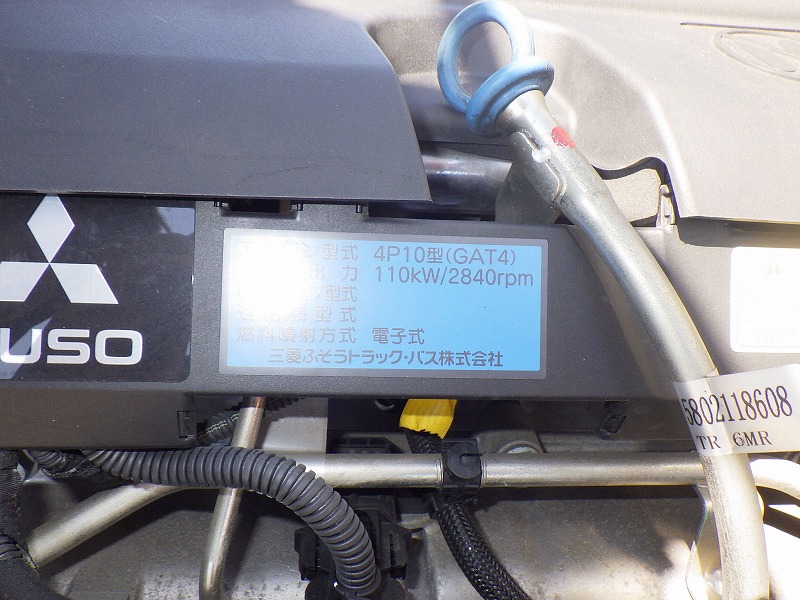 型式 4P10型(GAT4)
出力 110kW/2840rpm
型式
型式
燃料噴射方式 電子式
三菱ふそうトラック・バス株式会社
USO
5802118608
TR 6MR